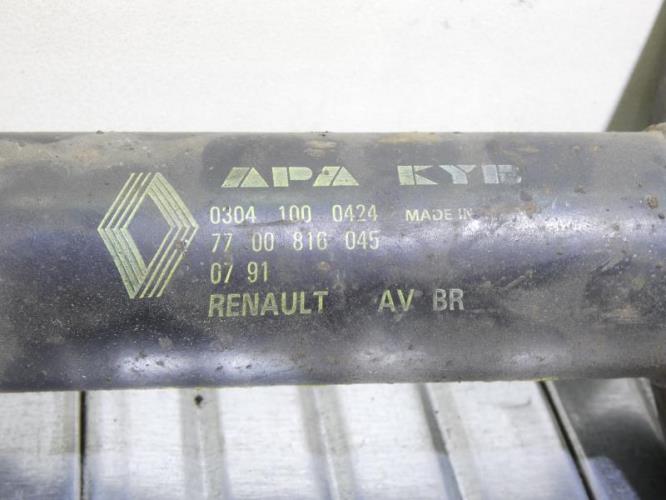 APA KYB
0304 100 0424 MADE IN
77 00 816 045
07 91
RENAULT AV BR